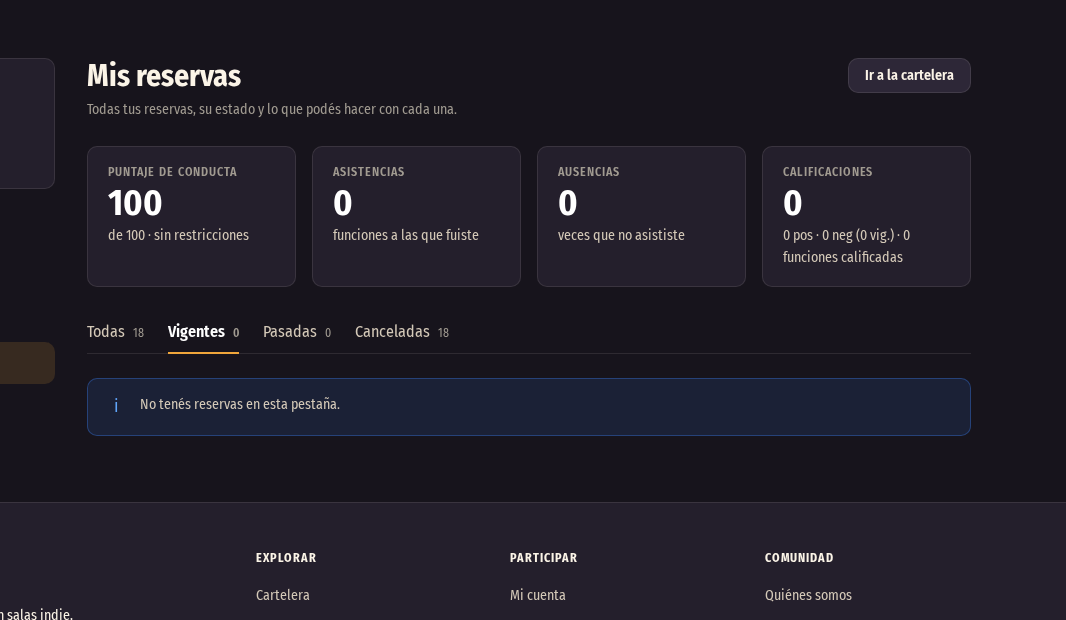 Mis reservas
Ir a la cartelera
Todas tus reservas, su estado y lo que podés hacer con cada una.
PUNTAJE DE CONDUCTA
100
de 100 · sin restricciones
ASISTENCIAS
0
funciones a las que fuiste
AUSENCIAS
0
veces que no asististe
CALIFICACIONES
0
0 pos · 0 neg (0 vig.) · 0
funciones calificadas
Todas 18 Vigentes 0 Pasadas 0 Canceladas 18
i No tenés reservas en esta pestaña.
EXPLORAR
Cartelera
PARTICIPAR
Mi cuenta
COMUNIDAD
Quiénes somos
salas indie.